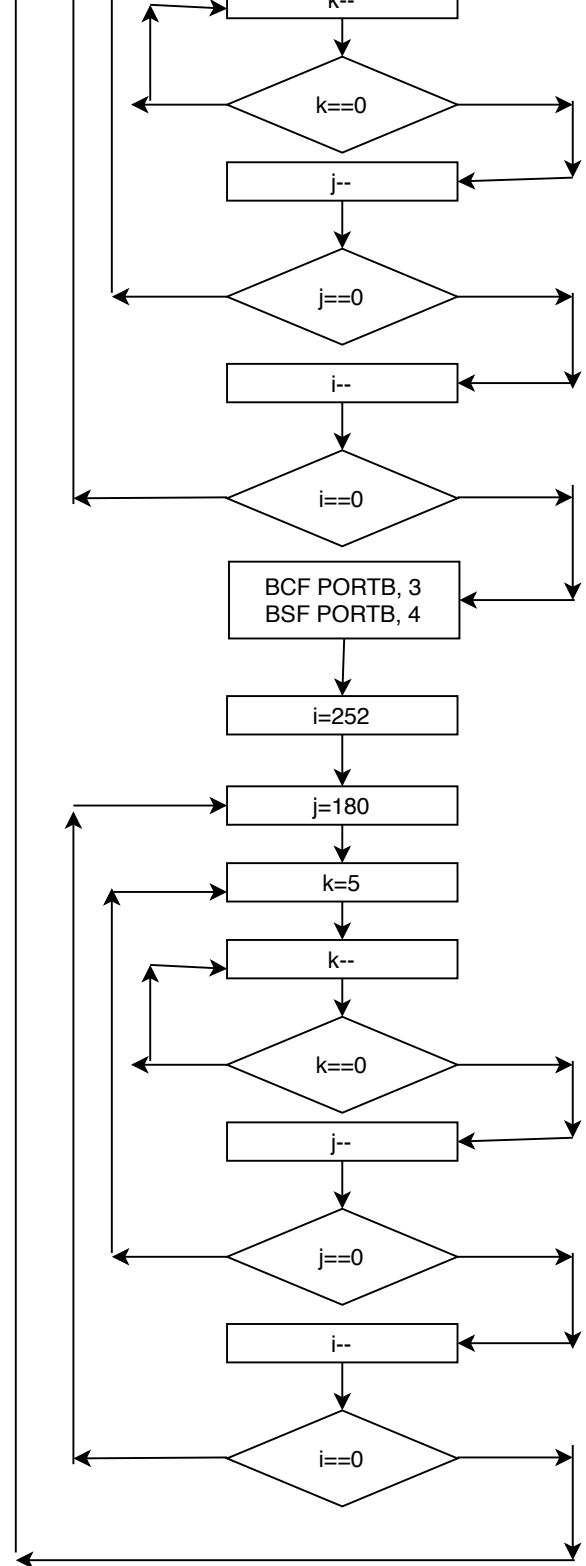 k--
k==0
j--
j==0
i--
i==0
BCF PORTB, 3
BSF PORTB, 4
i=252
j=180
k=5
k--
k==0
j--
j==0
i--
i==0